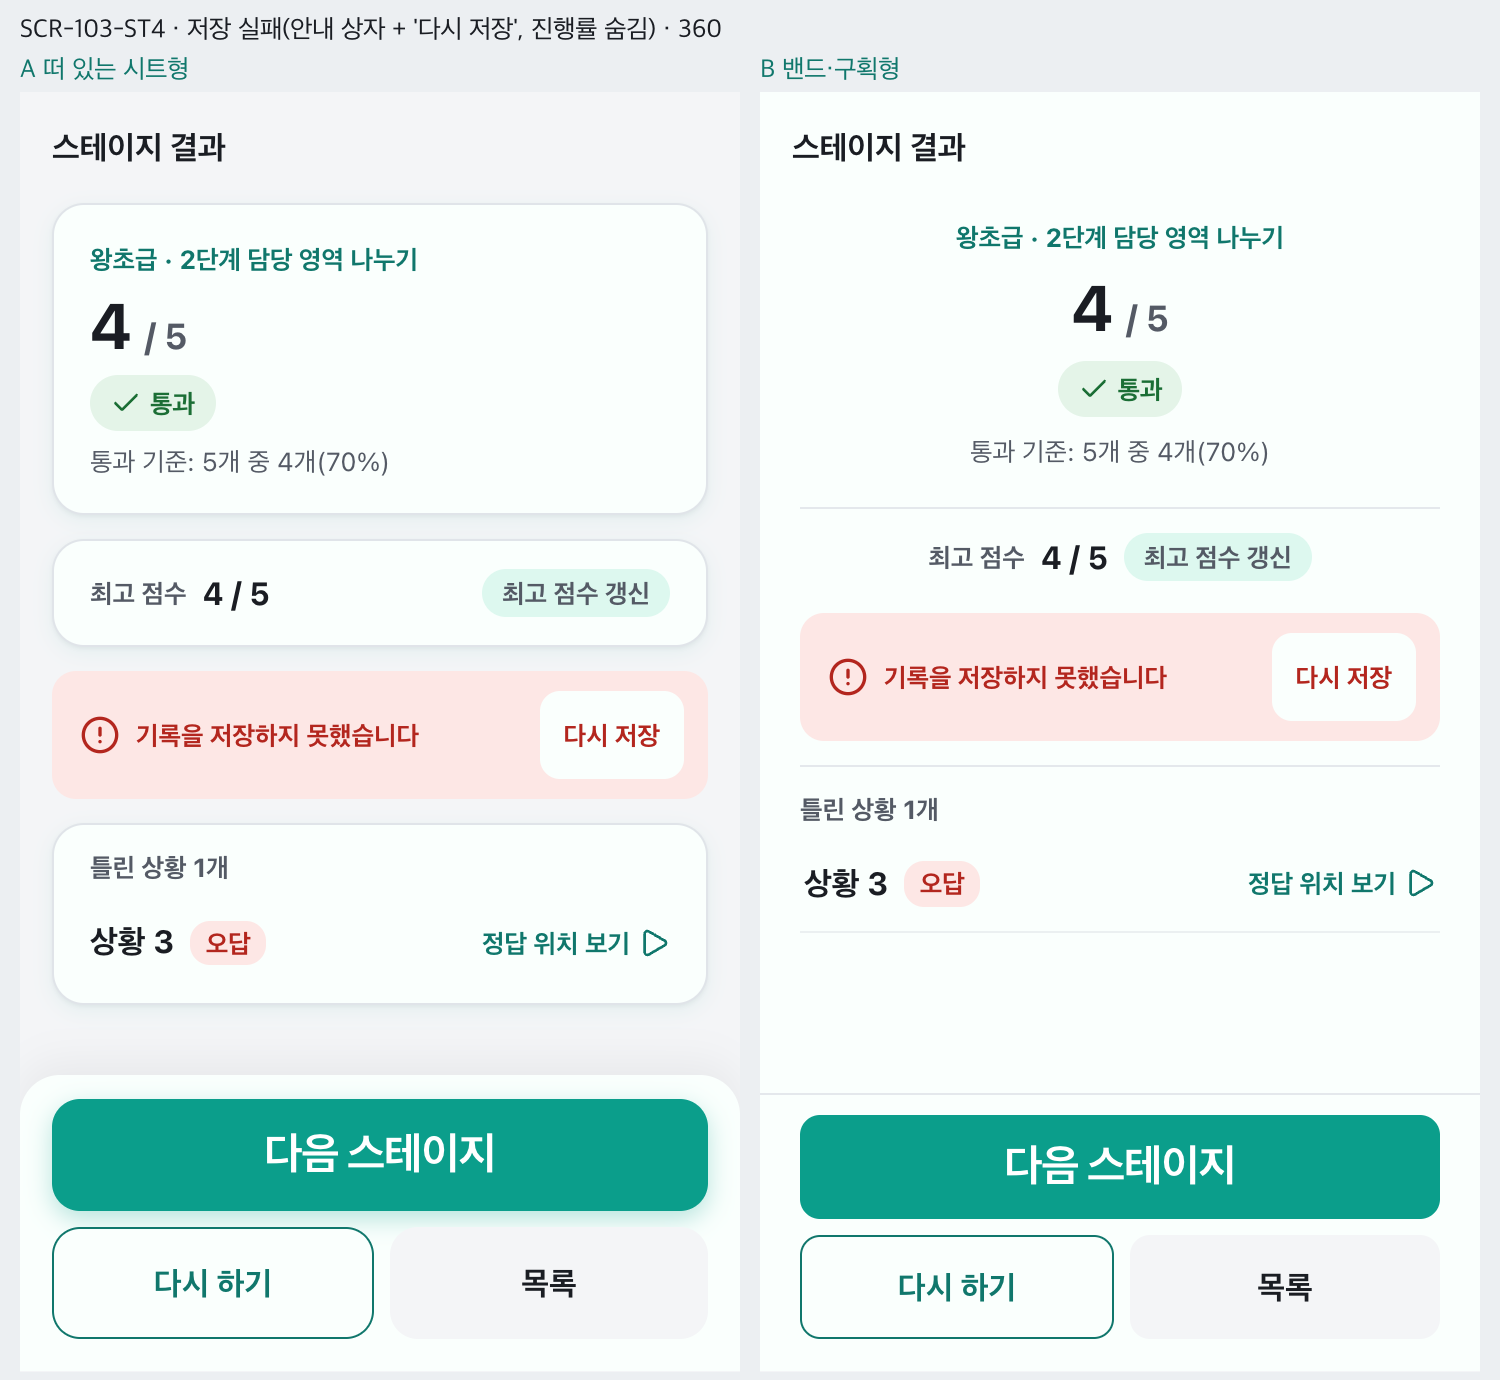 SCR-103-ST4 · 저장 실패(안내 상자 + '다시 저장', 진행률 숨김) · 360
A 떠 있는 시트형
스테이지 결과
왕초급 · 2단계 담당 영역 나누기
4 / 5
통과
통과 기준: 5개 중 4개(70%)
최고 점수 4 / 5 최고 점수 갱신
기록을 저장하지 못했습니다 다시 저장
틀린 상황 1개
상황 3 오답 정답 위치 보기
다음 스테이지
다시 하기 목록
B 밴드·구획형
스테이지 결과
왕초급 · 2단계 담당 영역 나누기
4 / 5
통과
통과 기준: 5개 중 4개(70%)
최고 점수 4 / 5 최고 점수 갱신
기록을 저장하지 못했습니다 다시 저장
틀린 상황 1개
상황 3 오답 정답 위치 보기
다음 스테이지
다시 하기 목록